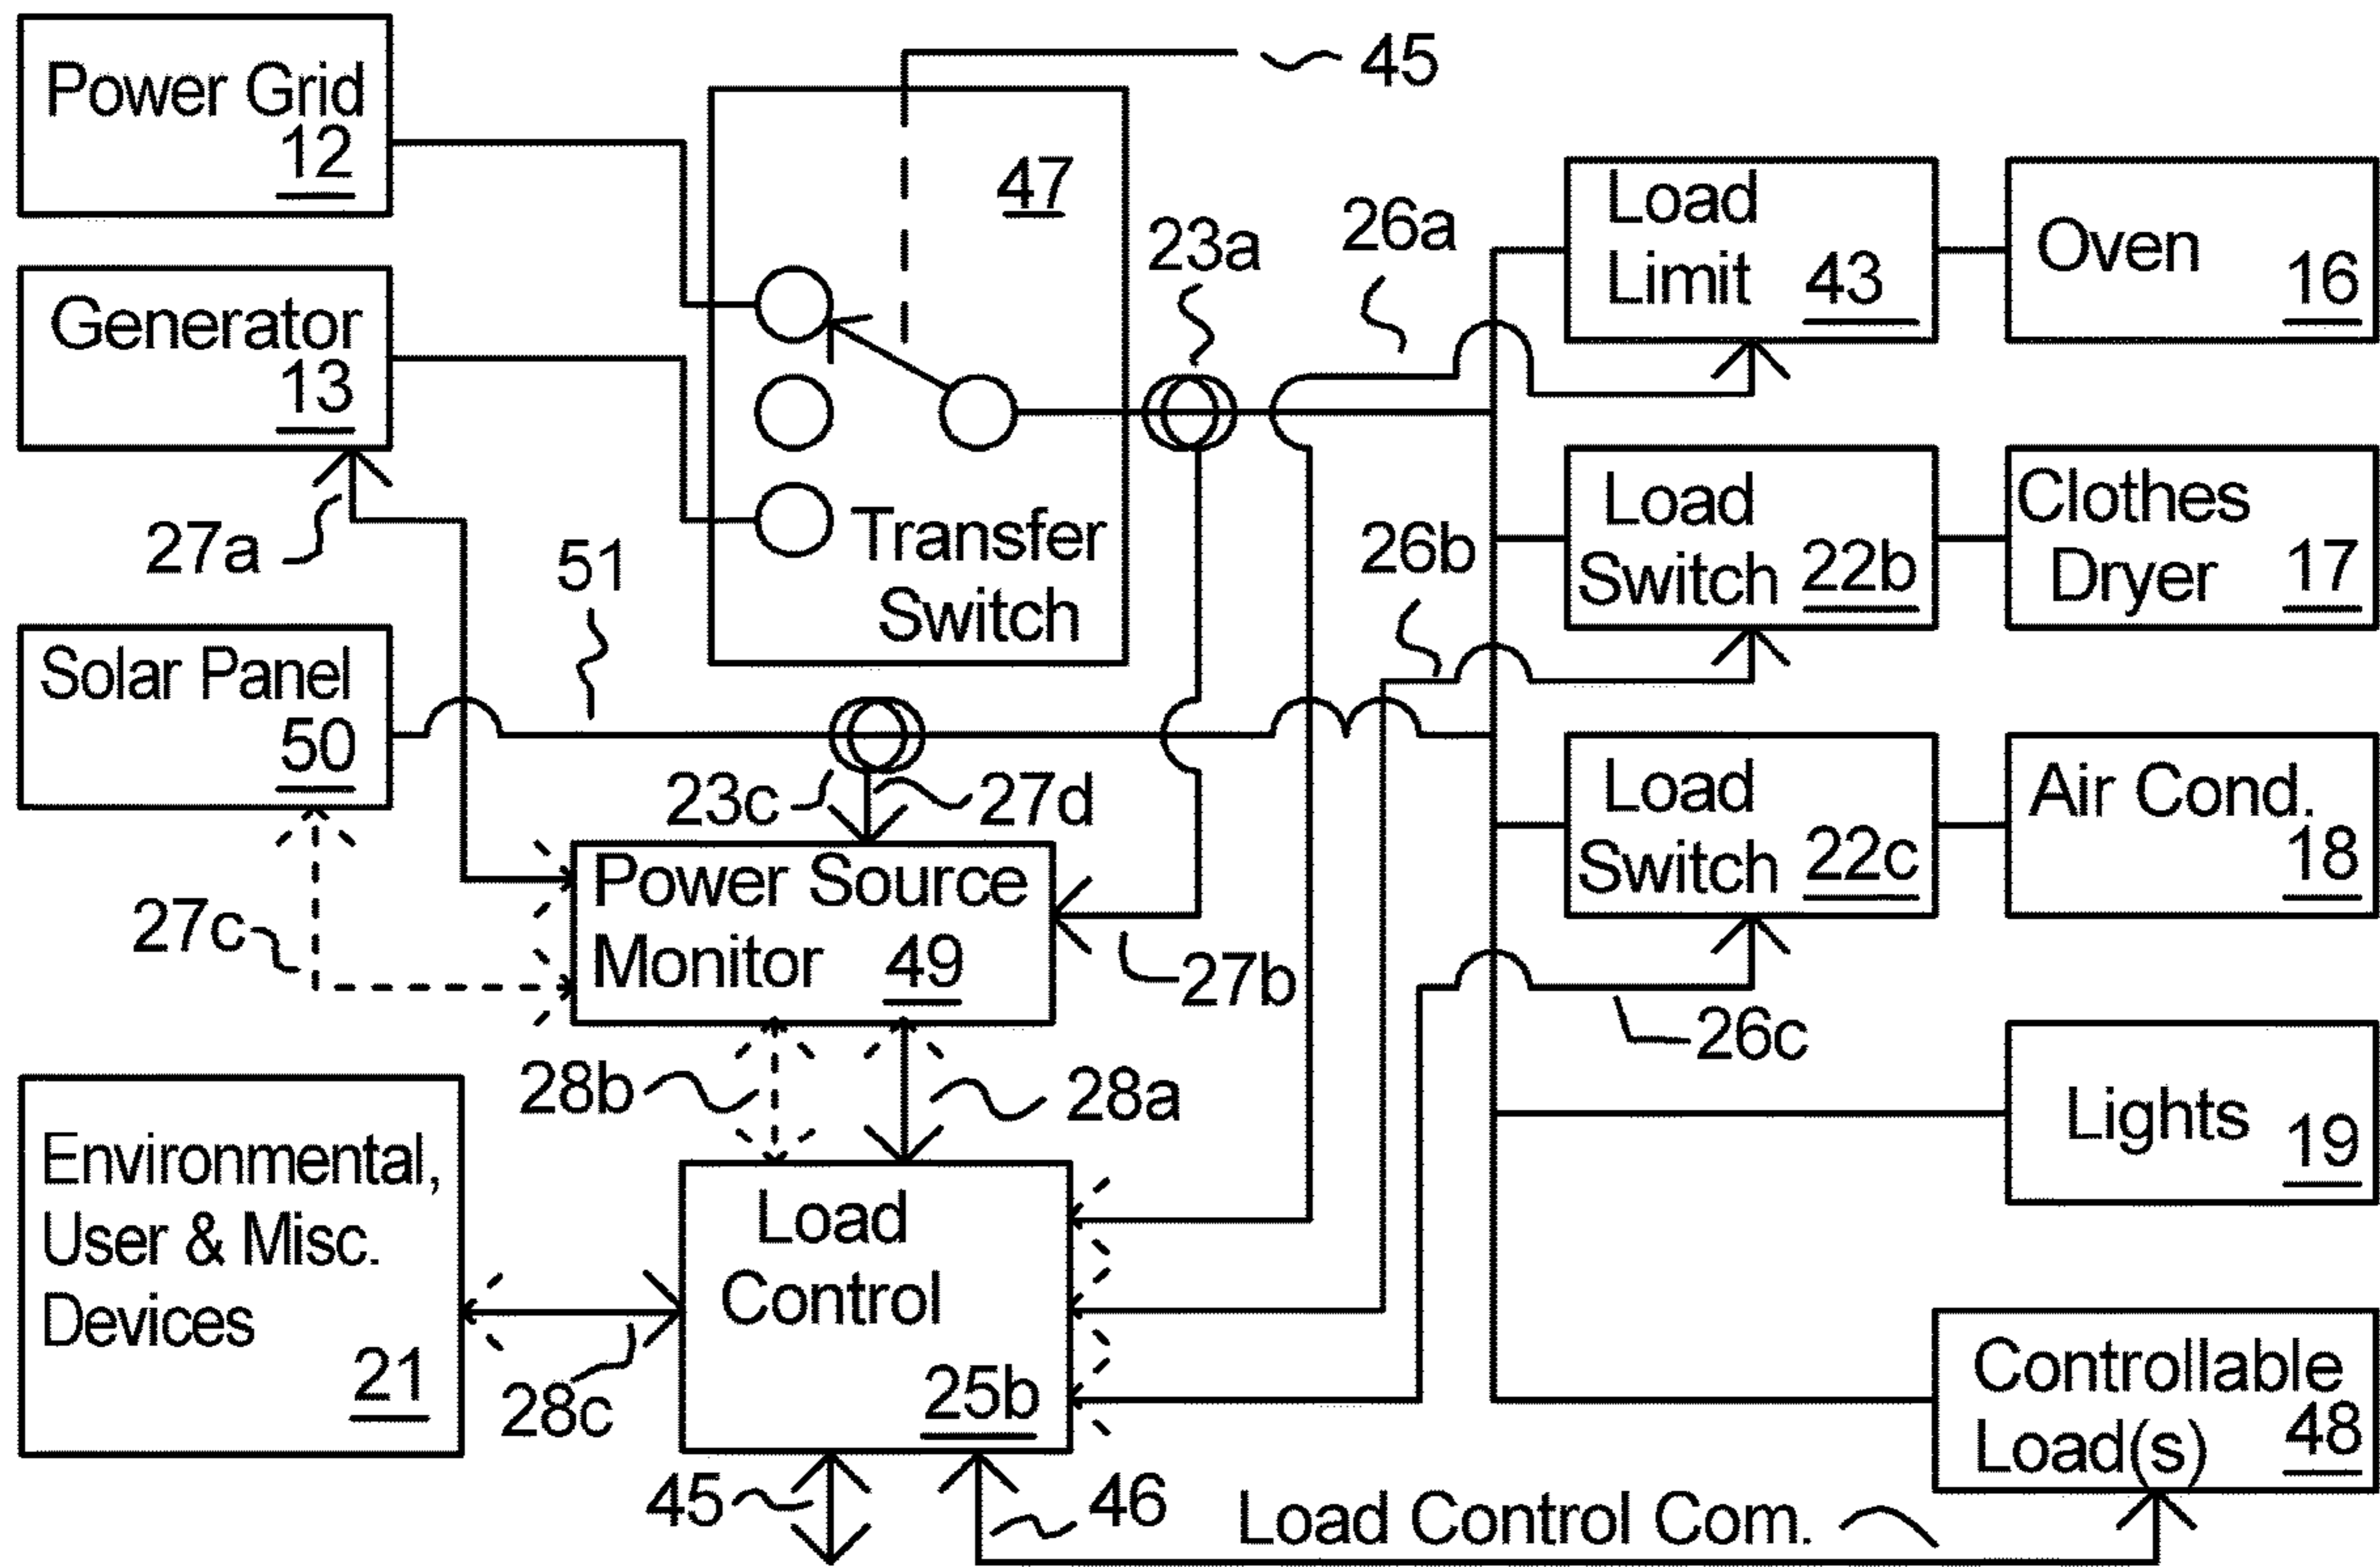 Power Grid
12
45
47
Transfer
Switch
Generator
13
27a
23a
26a
Load
Limit 43
Oven 16
51
26b
Load
Switch 22b
Clothes
Dryer 17
Solar Panel
50
23c
27d
Load
Switch 22c
Air Cond.
18
27c
Power Source
Monitor 49
27b
26c
28b
28a
Lights 19
Environmental,
User & Misc.
Devices
21
28c
Load
Control
25b
Controllable
Load(s) 48
45
46
Load Control Com.